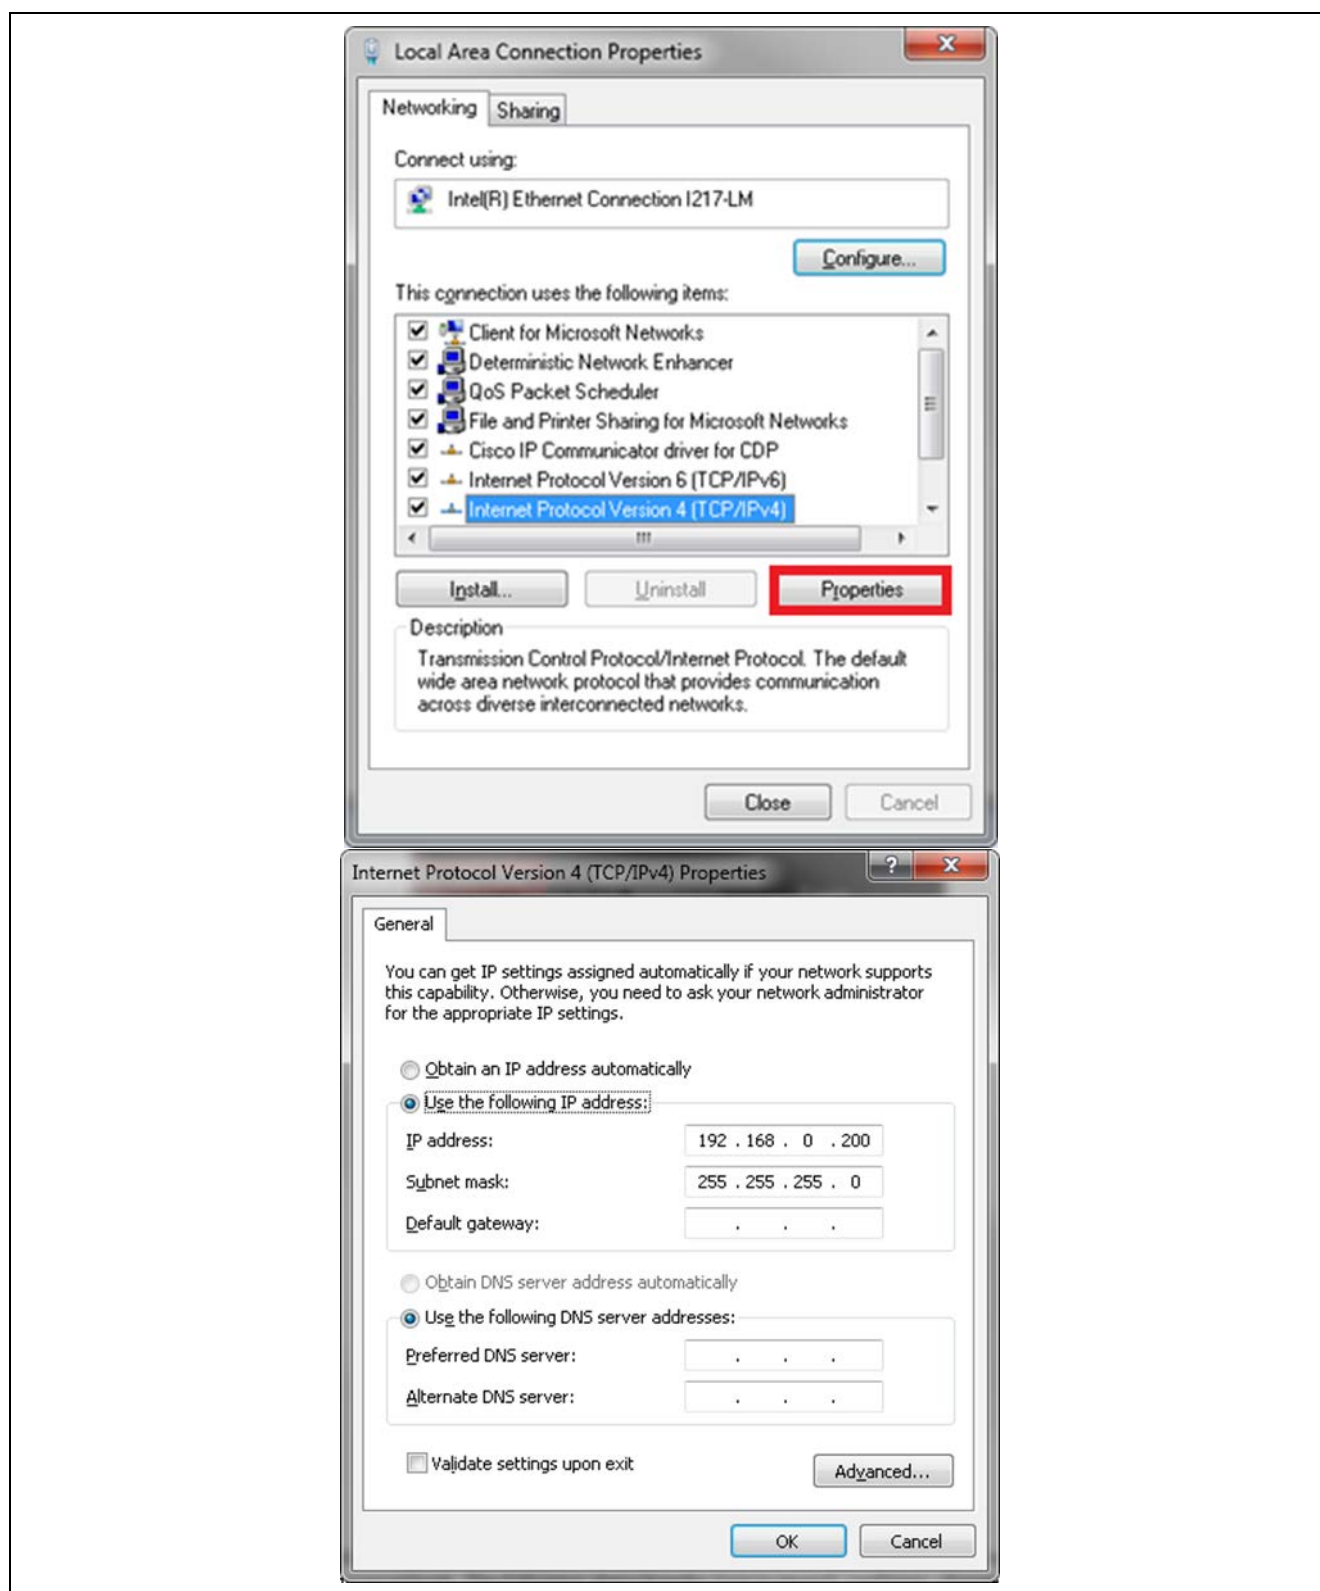 Local Area Connection Properties
Networking
Sharing
Connect using:
Intel(R) Ethernet Connection I217-LM
Configure...
This connection uses the following items:
Client for Microsoft Networks
Deterministic Network Enhancer
QoS Packet Scheduler
File and Printer Sharing for Microsoft Networks
Cisco IP Communicator driver for CDP
Internet Protocol Version 6 (TCP/IPv6)
Internet Protocol Version 4 (TCP/IPv4)
Install... Uninstall Properties
Description
Transmission Control Protocol/Internet Protocol. The default
wide area network protocol that provides communication
across diverse interconnected networks.
Close Cancel
Internet Protocol Version 4 (TCP/IPv4) Properties
General
You can get IP settings assigned automatically if your network supports
this capability. Otherwise, you need to ask your network administrator
for the appropriate IP settings.
Obtain an IP address automatically
Use the following IP address:
IP address: 192 . 168 . 0 . 200
Subnet mask: 255 . 255 . 255 . 0
Default gateway: . . .
Obtain DNS server address automatically
Use the following DNS server addresses:
Preferred DNS server: . . .
Alternate DNS server: . . .
Validate settings upon exit
Advanced...
OK Cancel